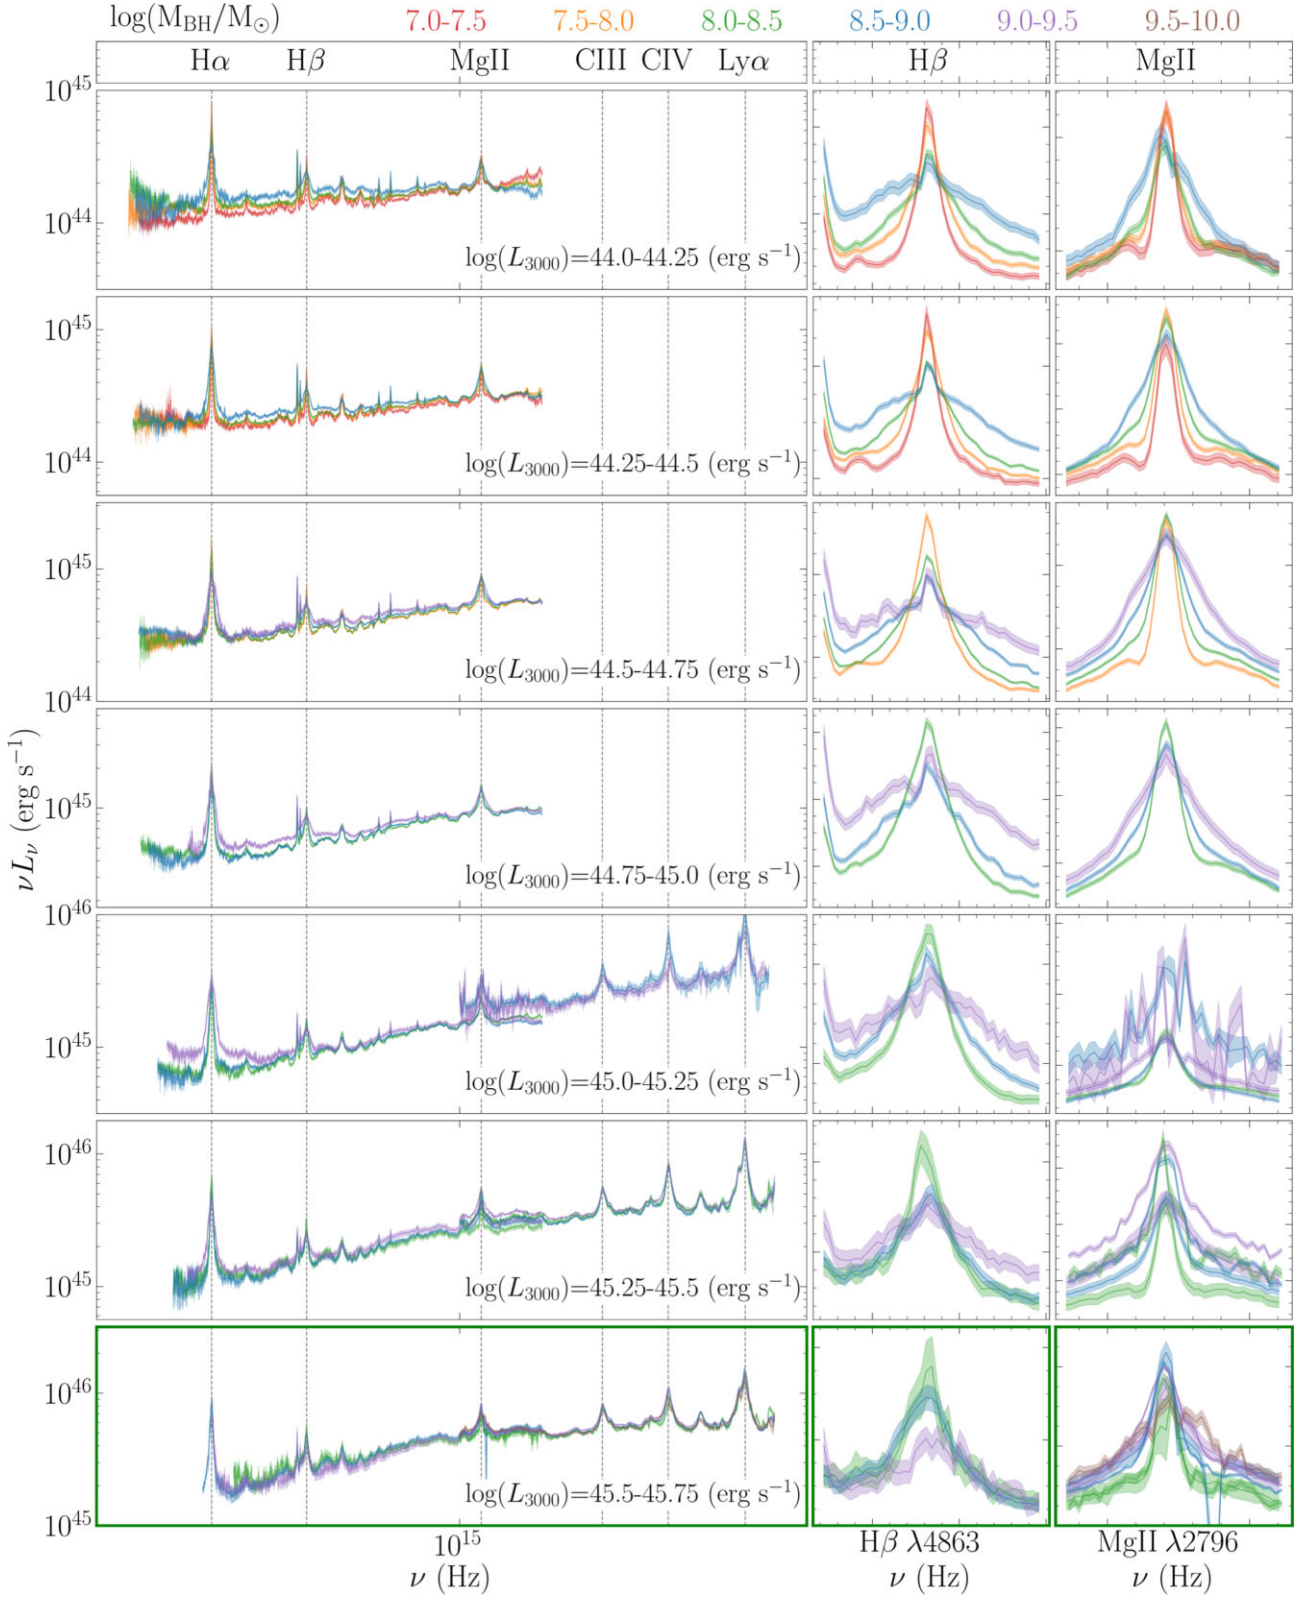 log(M_BH/M_⊙) 7.0-7.5 7.5-8.0 8.0-8.5 8.5-9.0 9.0-9.5 9.5-10.0
Hα Hβ MgII CIII CIV Lyα Hβ MgII
10^45
10^44
log(L_3000)=44.0-44.25 (erg s^−1)
10^45
10^44
log(L_3000)=44.25-44.5 (erg s^−1)
10^45
10^44
log(L_3000)=44.5-44.75 (erg s^−1)
νL_ν (erg s^−1)
10^45
log(L_3000)=44.75-45.0 (erg s^−1)
10^46
10^45
log(L_3000)=45.0-45.25 (erg s^−1)
10^46
10^45
log(L_3000)=45.25-45.5 (erg s^−1)
10^46
10^45
log(L_3000)=45.5-45.75 (erg s^−1)
10^15 Hβ λ4863 MgII λ2796
ν (Hz) ν (Hz) ν (Hz)